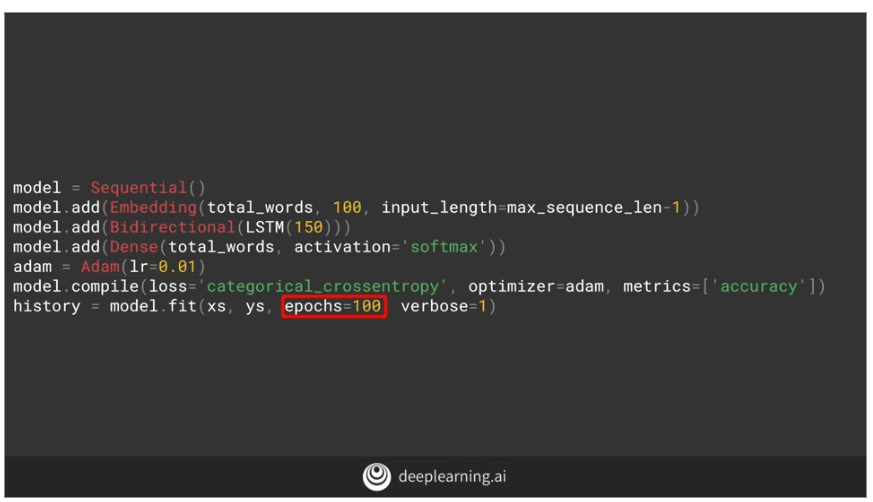 model = Sequential()
model.add(Embedding(total_words, 100, input_length=max_sequence_len-1))
model.add(Bidirectional(LSTM(150)))
model.add(Dense(total_words, activation='softmax'))
adam = Adam(lr=0.01)
model.compile(loss='categorical_crossentropy', optimizer=adam, metrics=['accuracy'])
history = model.fit(xs, ys, epochs=100 verbose=1)
deeplearning.ai